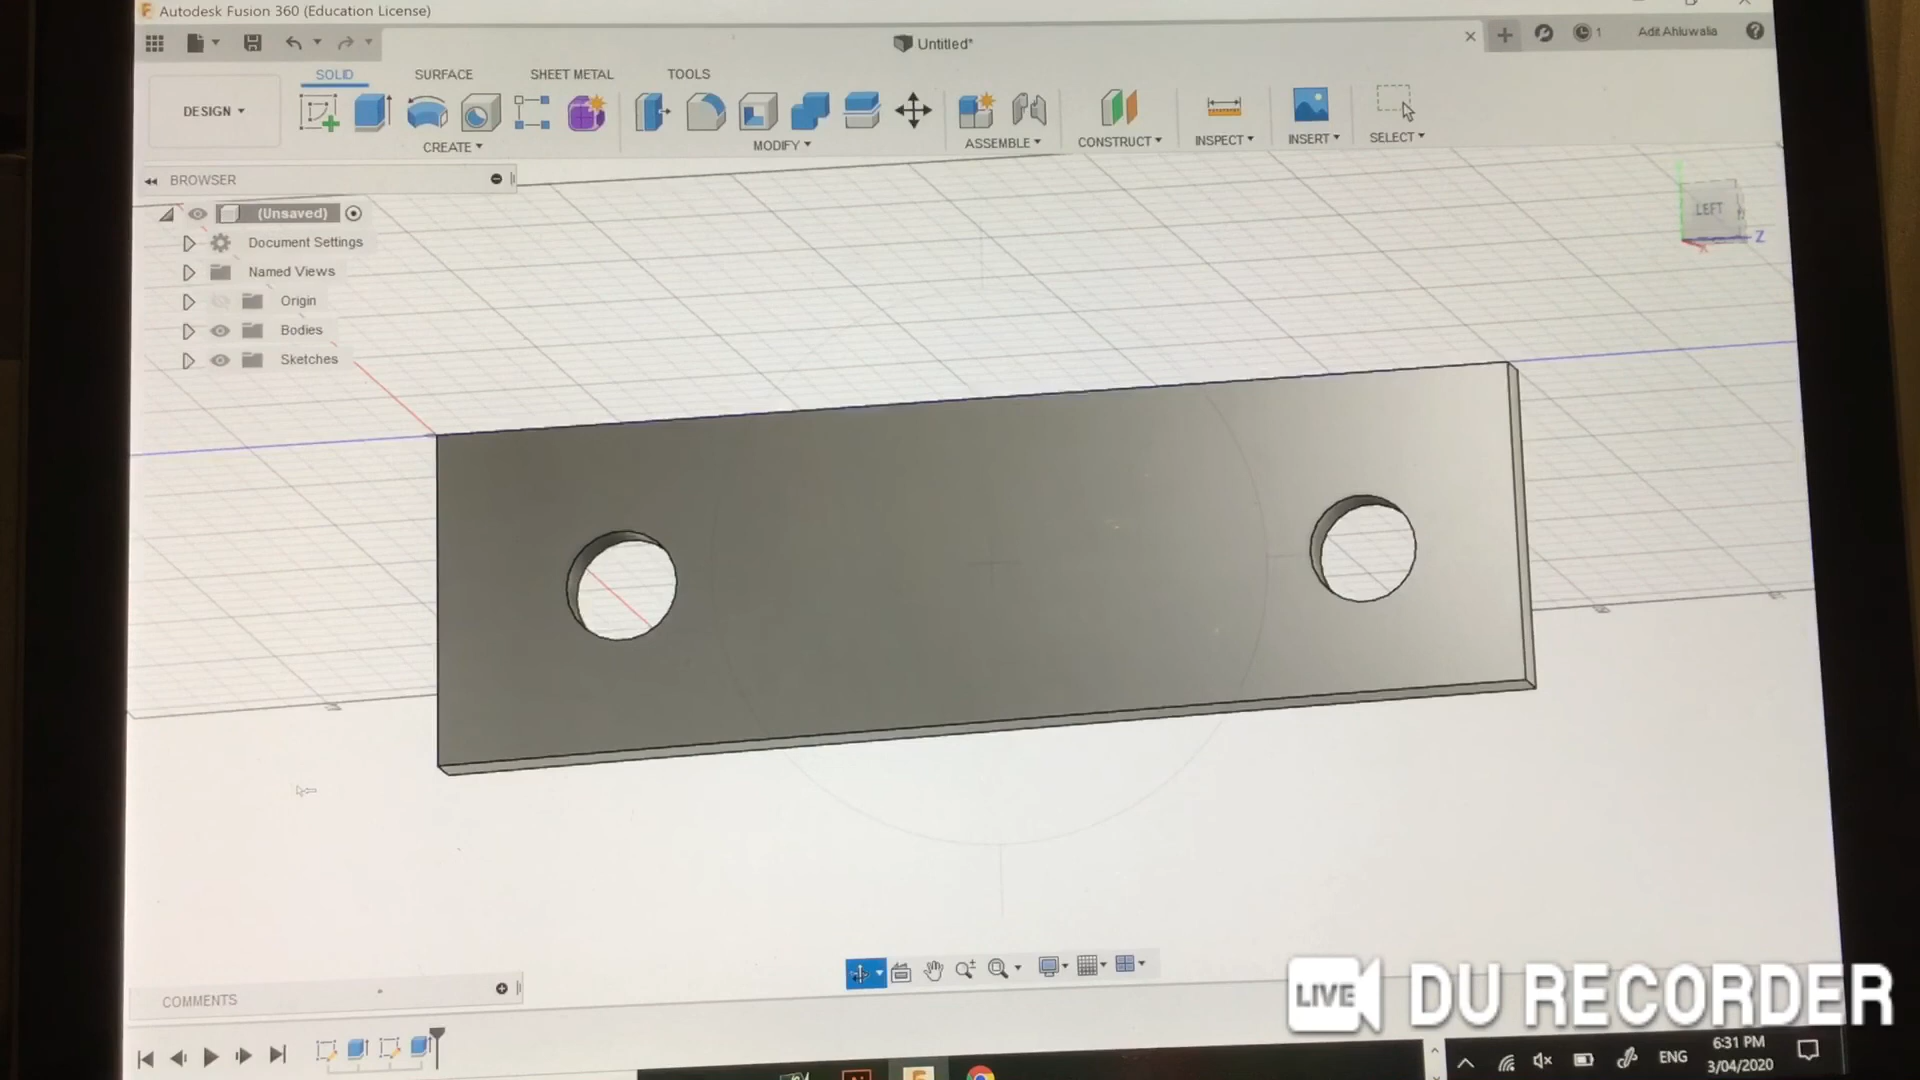 Autodesk Fusion 360 (Education License)
Untitled*
1
Adit Ahluwalia
SOLID
SURFACE
SHEET METAL
TOOLS
DESIGN
CREATE
MODIFY
ASSEMBLE
CONSTRUCT
INSPECT
INSERT
SELECT
BROWSER
(Unsaved)
Document Settings
Named Views
Origin
Bodies
Sketches
LEFT
Z
X
COMMENTS
LIVE
DU RECORDER
ENG
6:31 PM
3/04/2020